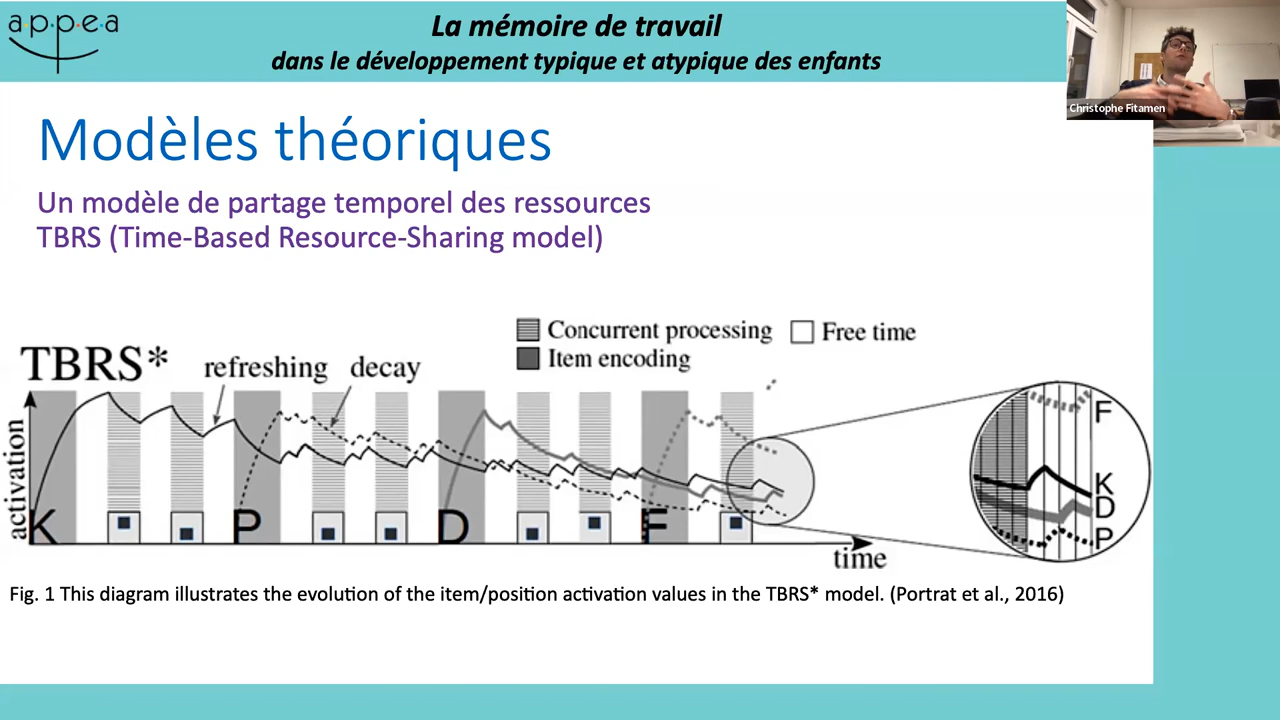 a·p·p·e·a
La mémoire de travail
dans le développement typique et atypique des enfants
Christophe Fitamen
Modèles théoriques
Un modèle de partage temporel des ressources
TBRS (Time-Based Resource-Sharing model)
Concurrent processing
Free time
Item encoding
TBRS*
refreshing
decay
activation
K
P
D
F
time
F
K
D
P
Fig. 1 This diagram illustrates the evolution of the item/position activation values in the TBRS* model. (Portrat et al., 2016)